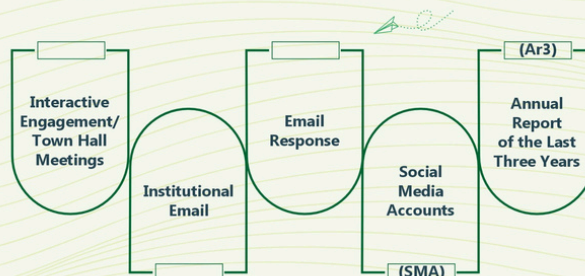 Interactive
Engagement/
Town Hall
Meetings
Institutional
Email
Email
Response
Social
Media
Accounts
(SMA)
(Ar3)
Annual
Report
of the Last
Three Years